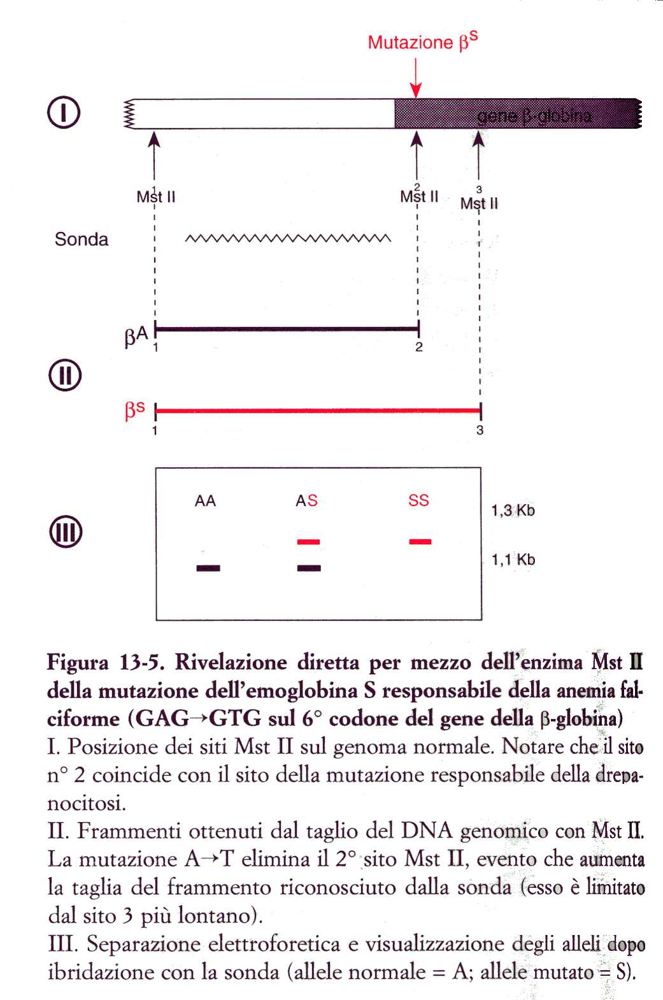 Mutazione βS
I
gene β-globina
1
Mst II
2
Mst II
3
Mst II
Sonda
βA
1
2
II
βS
1
3
AA
AS
SS
1,3 Kb
III
1,1 Kb
Figura 13-5. Rivelazione diretta per mezzo dell'enzima Mst II
della mutazione dell'emoglobina S responsabile della anemia fal-
ciforme (GAG→GTG sul 6° codone del gene della β-globina)
I. Posizione dei siti Mst II sul genoma normale. Notare che il sito
n° 2 coincide con il sito della mutazione responsabile della drepa-
nocitosi.
II. Frammenti ottenuti dal taglio del DNA genomico con Mst II.
La mutazione A→T elimina il 2° sito Mst II, evento che aumenta
la taglia del frammento riconosciuto dalla sonda (esso è limitato
dal sito 3 più lontano).
III. Separazione elettroforetica e visualizzazione degli alleli dopo
ibridazione con la sonda (allele normale = A; allele mutato = S).